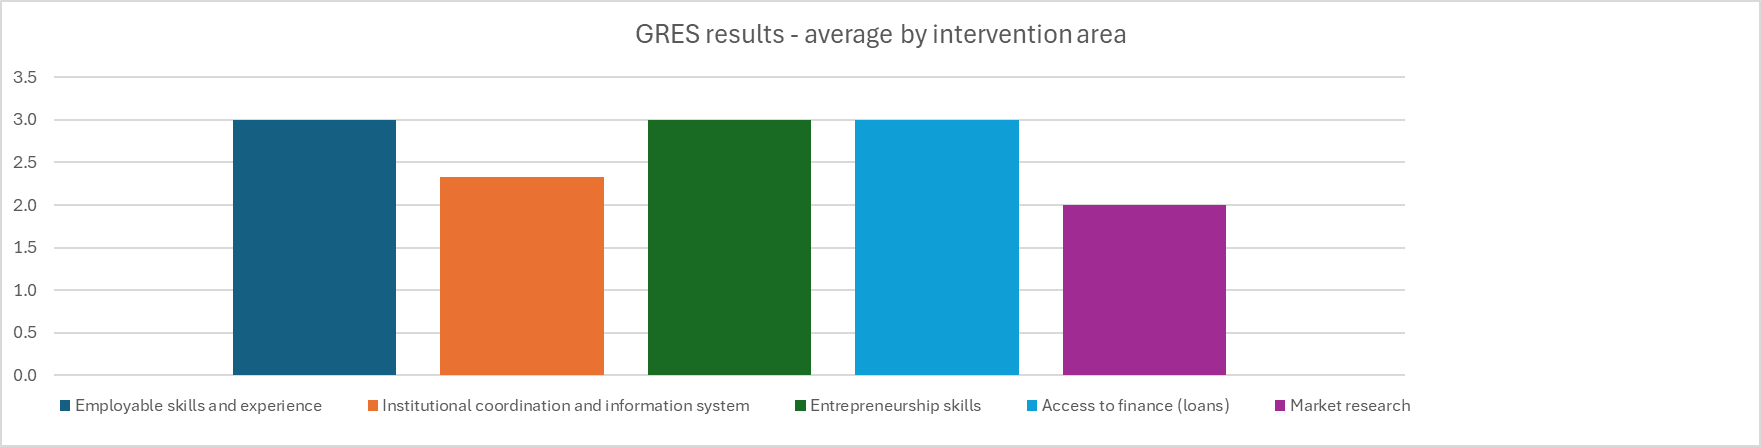 GRES results - average by intervention area
3.5
3.0
2.5
2.0
1.5
1.0
0.5
0.0
Employable skills and experience
Institutional coordination and information system
Entrepreneurship skills
Access to finance (loans)
Market research